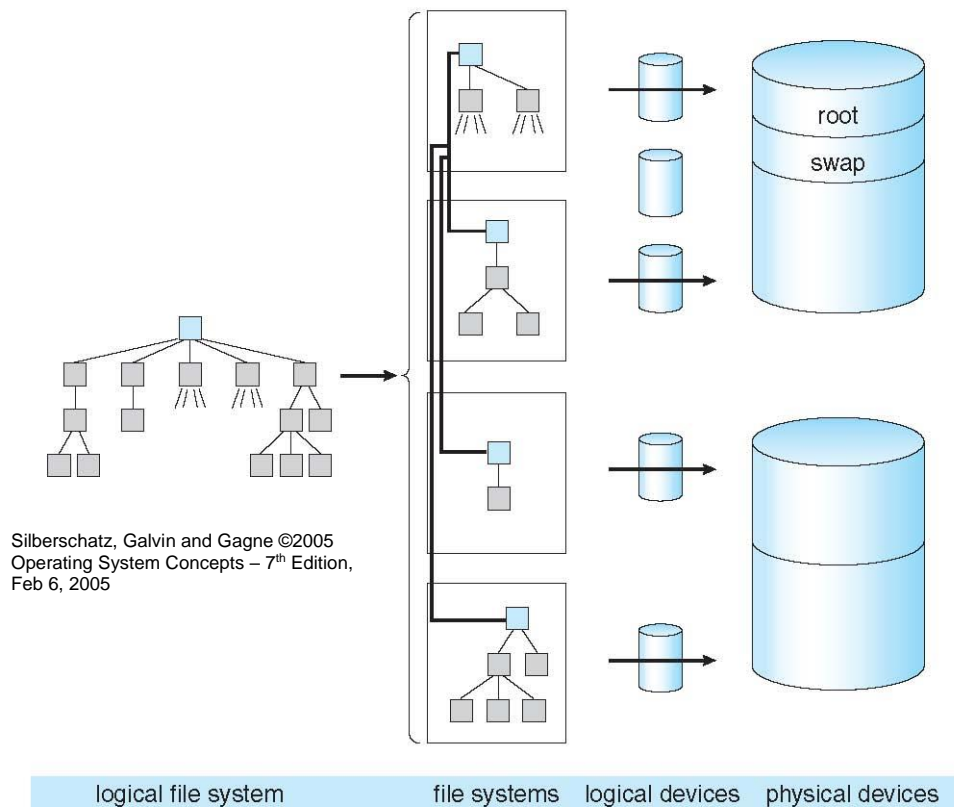 root
swap
Silberschatz, Galvin and Gagne ©2005
Operating System Concepts – 7th Edition,
Feb 6, 2005
logical file system file systems logical devices physical devices